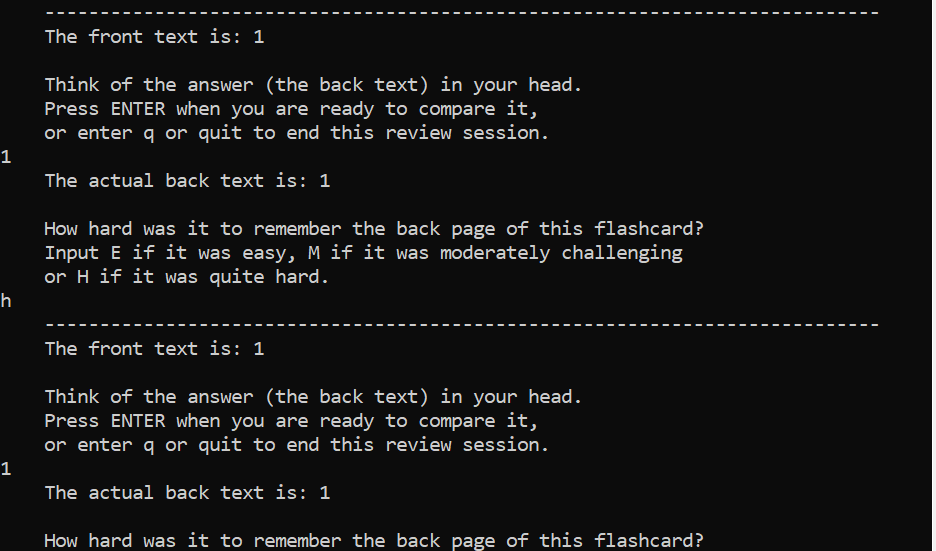 ----------------------------------------------------------------------------
The front text is: 1
Think of the answer (the back text) in your head.
Press ENTER when you are ready to compare it,
or enter q or quit to end this review session.
1
The actual back text is: 1
How hard was it to remember the back page of this flashcard?
Input E if it was easy, M if it was moderately challenging
or H if it was quite hard.
h
----------------------------------------------------------------------------
The front text is: 1
Think of the answer (the back text) in your head.
Press ENTER when you are ready to compare it,
or enter q or quit to end this review session.
1
The actual back text is: 1
How hard was it to remember the back page of this flashcard?